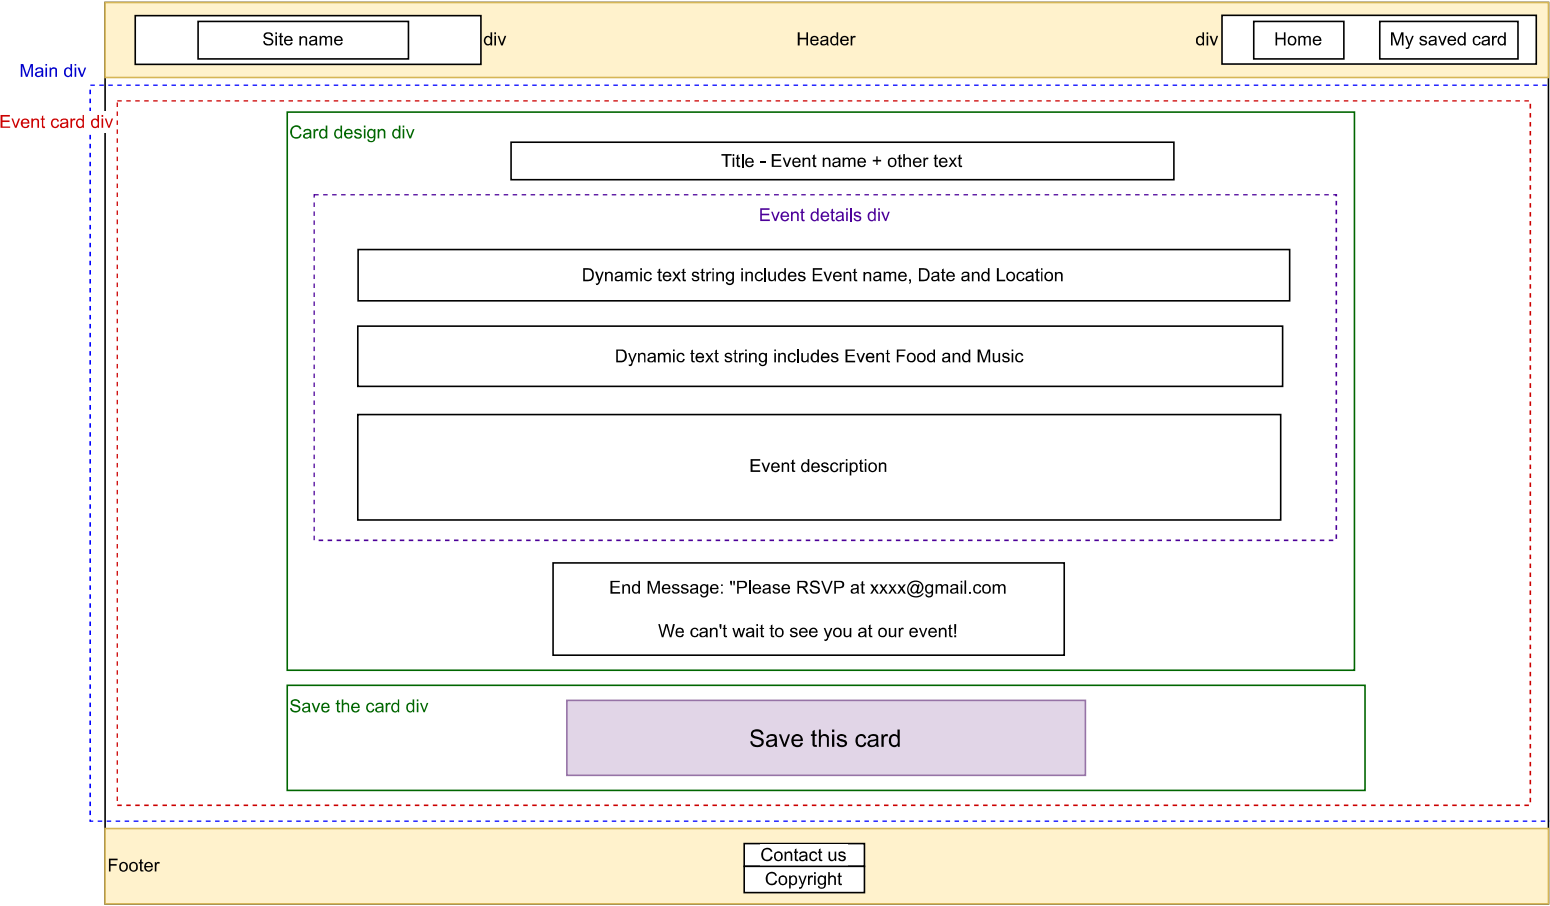 Site name
div
Header
div
Home
My saved card
Main div
Event card div
Card design div
Title - Event name + other text
Event details div
Dynamic text string includes Event name, Date and Location
Dynamic text string includes Event Food and Music
Event description
End Message: "Please RSVP at xxxx@gmail.com
We can't wait to see you at our event!
Save the card div
Save this card
Contact us
Footer
Copyright